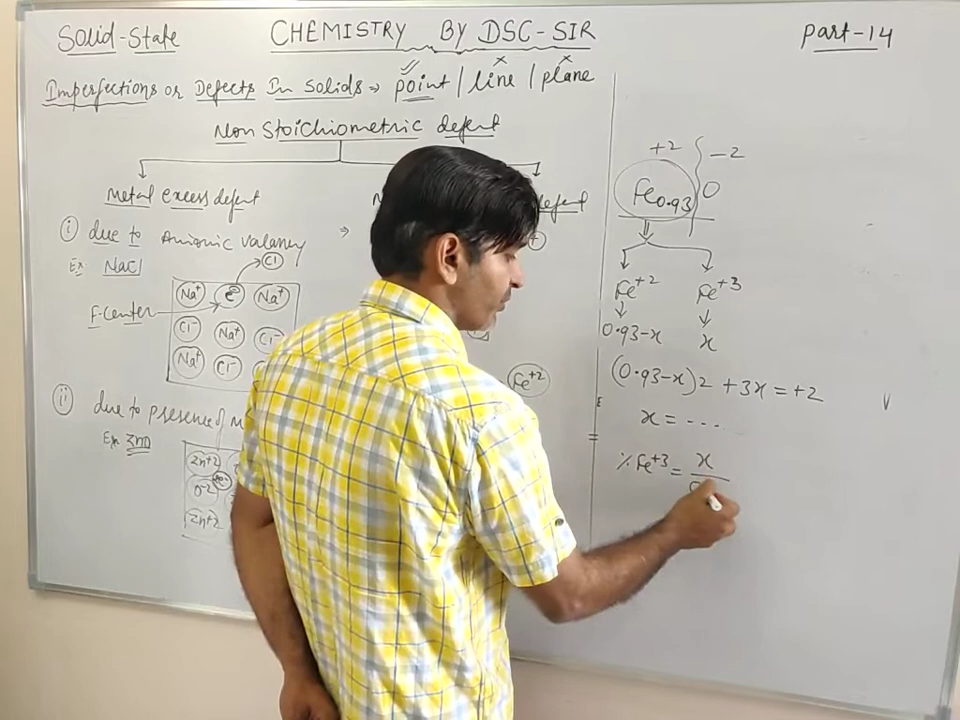 Solid-State CHEMISTRY BY DSC-SIR Part-14
Imperfections or Defects In Solids → point / line / plane
Non Stoichiometric defect
Metal excess defect
defect
(i) due to Anionic valancy
Ex NaCl
Cl⁻
Na⁺ e⁻ Na⁺
F-center
Cl⁻ Na⁺ Cl⁻
Na⁺ Cl⁻
Fe⁺²
(ii) due to presence of
Ex ZnO
Zn+2
O⁻²
Zn+2
+2 -2
Fe0.93 O
Fe⁺² Fe⁺³
0.93-x x
(0.93-x)2 + 3x = +2
x = ---
% Fe⁺³ = x